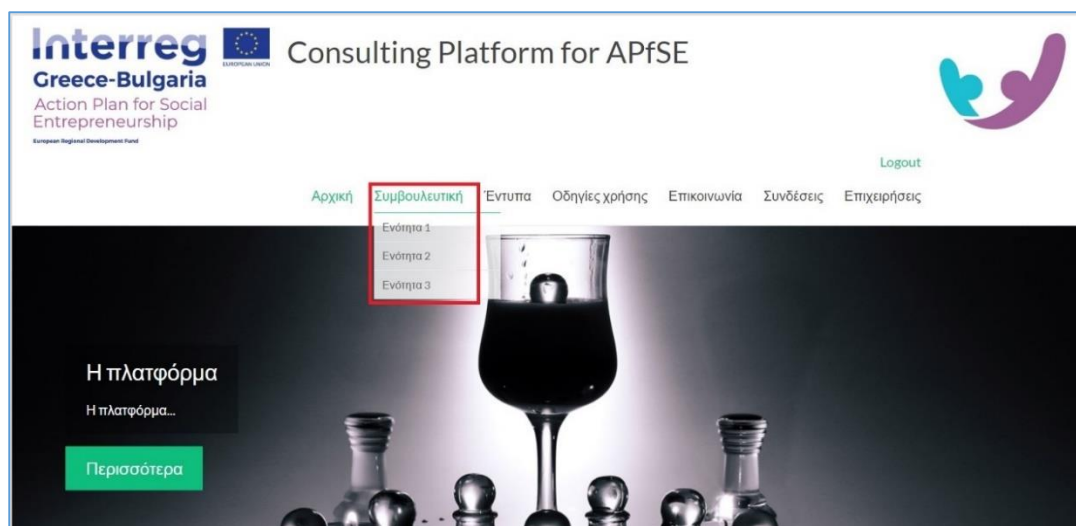 Interreg
EUROPEAN UNION
Greece-Bulgaria
Action Plan for Social
Entrepreneurship
European Regional Development Fund
Consulting Platform for APfSE
Logout
Αρχική Συμβουλευτική Έντυπα Οδηγίες χρήσης Επικοινωνία Συνδέσεις Επιχειρήσεις
Ενότητα 1
Ενότητα 2
Ενότητα 3
Η πλατφόρμα
Η πλατφόρμα...
Περισσότερα